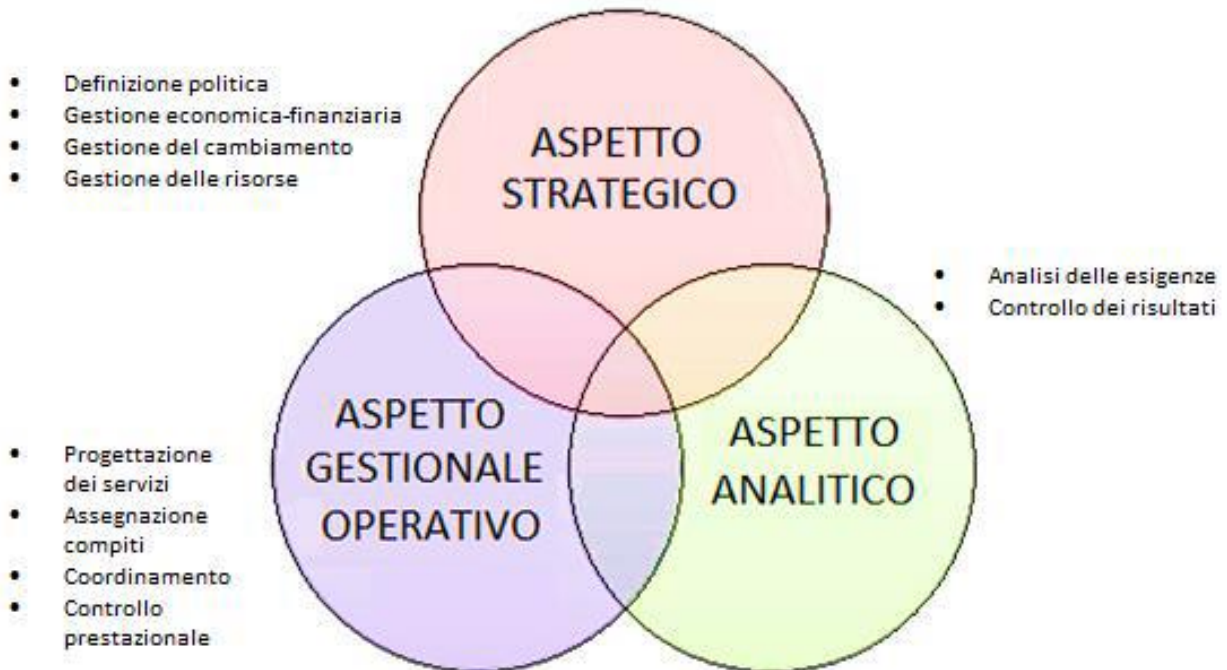 • Definizione politica
• Gestione economica-finanziaria
• Gestione del cambiamento
• Gestione delle risorse
ASPETTO
STRATEGICO
• Analisi delle esigenze
• Controllo dei risultati
ASPETTO
GESTIONALE
OPERATIVO
ASPETTO
ANALITICO
• Progettazione
dei servizi
• Assegnazione
compiti
• Coordinamento
• Controllo
prestazionale